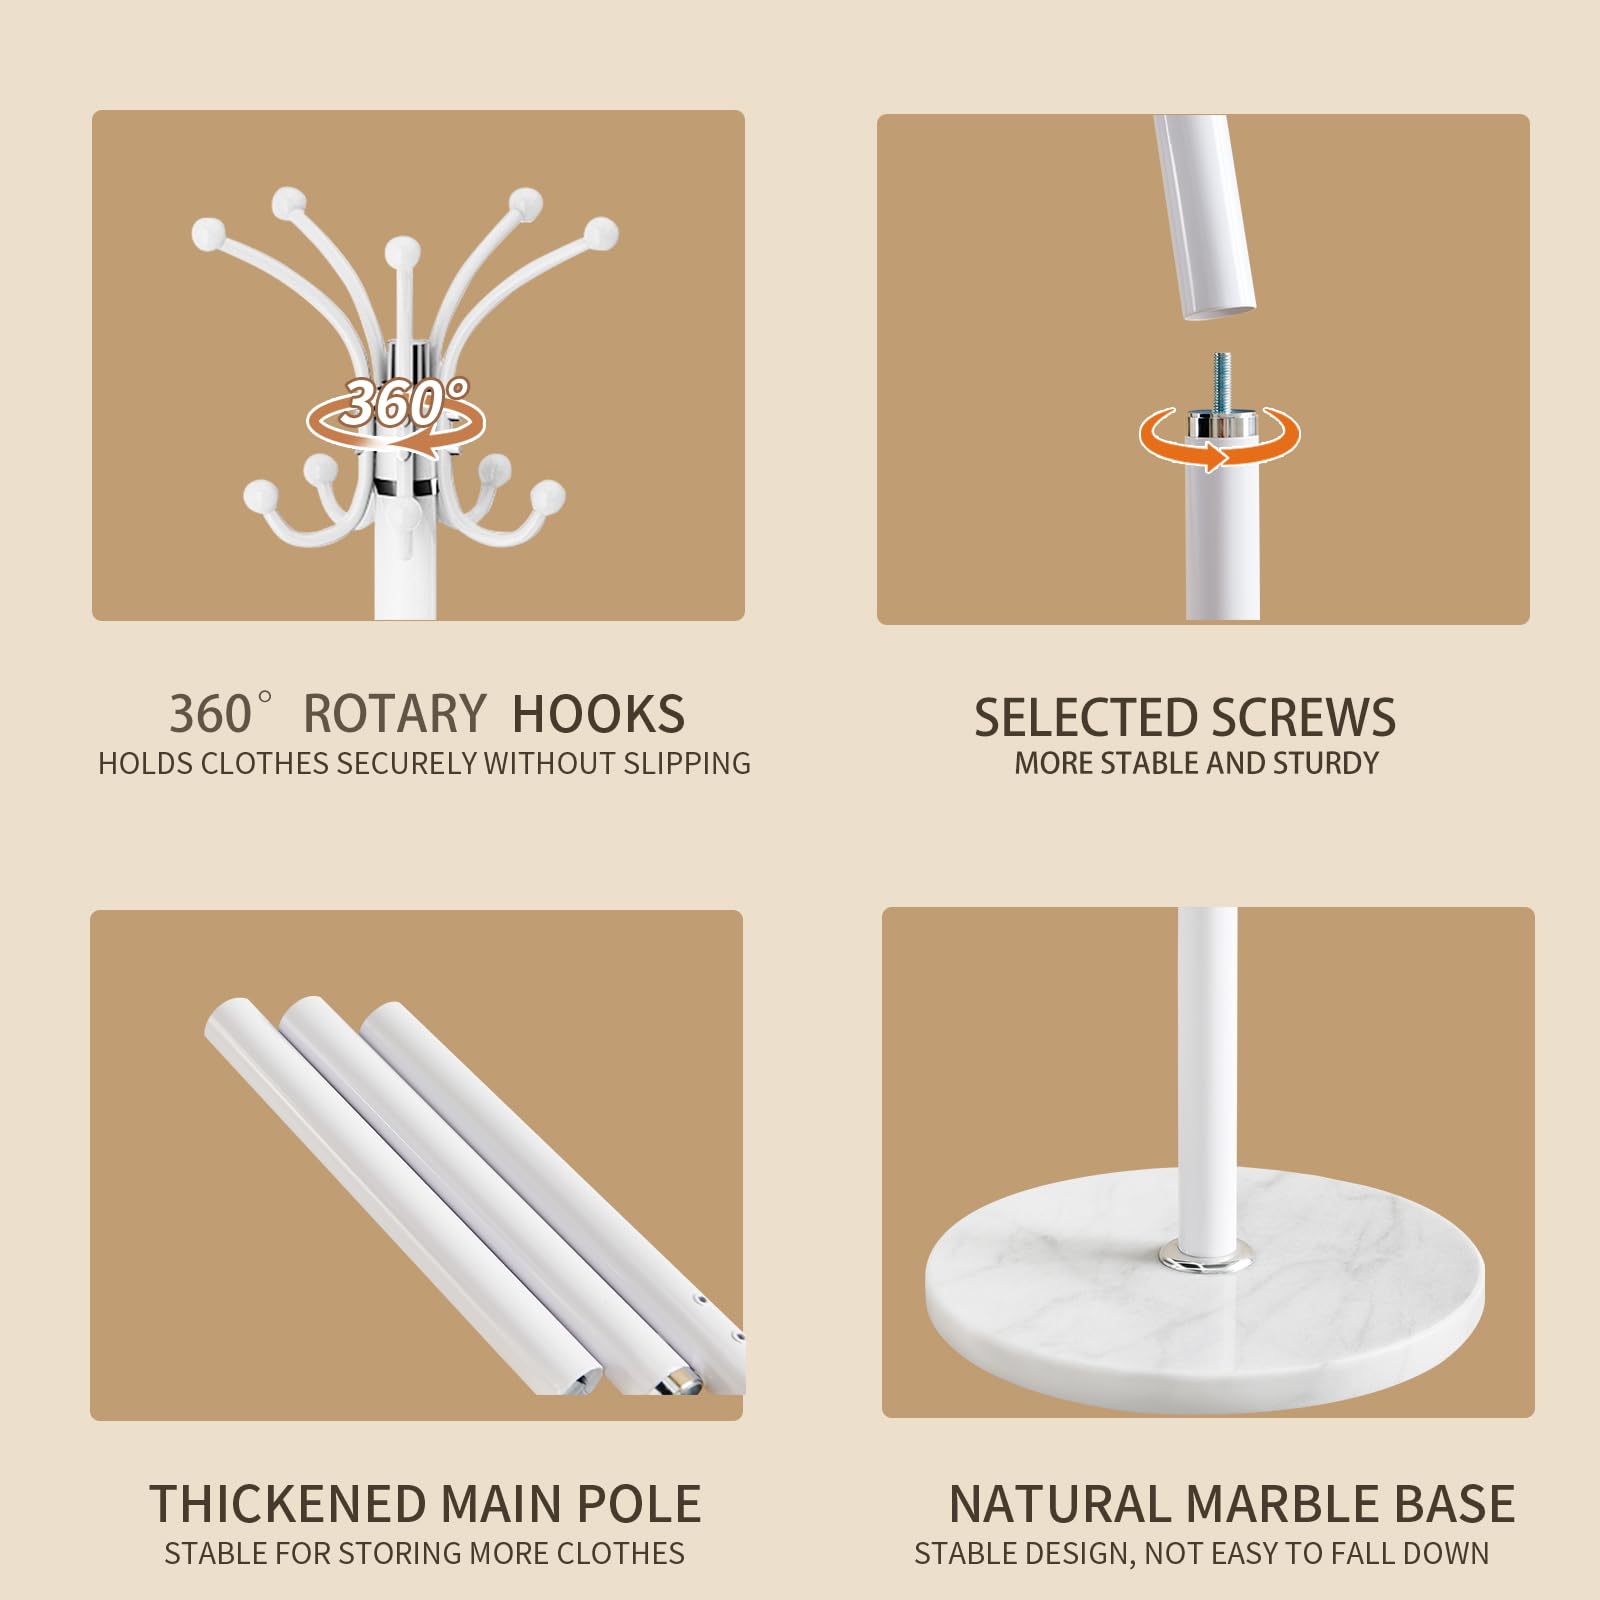 360°
360° ROTARY HOOKS
HOLDS CLOTHES SECURELY WITHOUT SLIPPING
SELECTED SCREWS
MORE STABLE AND STURDY
THICKENED MAIN POLE
STABLE FOR STORING MORE CLOTHES
NATURAL MARBLE BASE
STABLE DESIGN, NOT EASY TO FALL DOWN